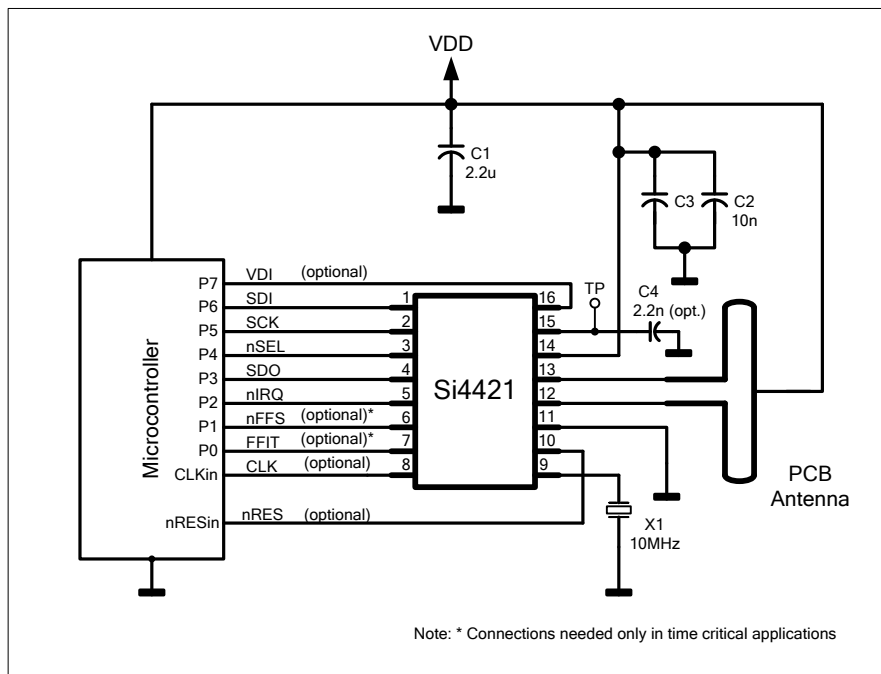 VDD
C1
2.2u
C3
C2
10n
P7 VDI (optional)
P6 SDI 1 16
P5 SCK 2 15
P4 nSEL 3 14
P3 SDO 4 13
P2 nIRQ 5 12
P1 nFFS (optional)* 6 11
P0 FFIT (optional)* 7 10
CLKin CLK (optional) 8 9
nRESin nRES (optional)
Microcontroller
Si4421
TP
C4
2.2n (opt.)
PCB
Antenna
X1
10MHz
Note: * Connections needed only in time critical applications